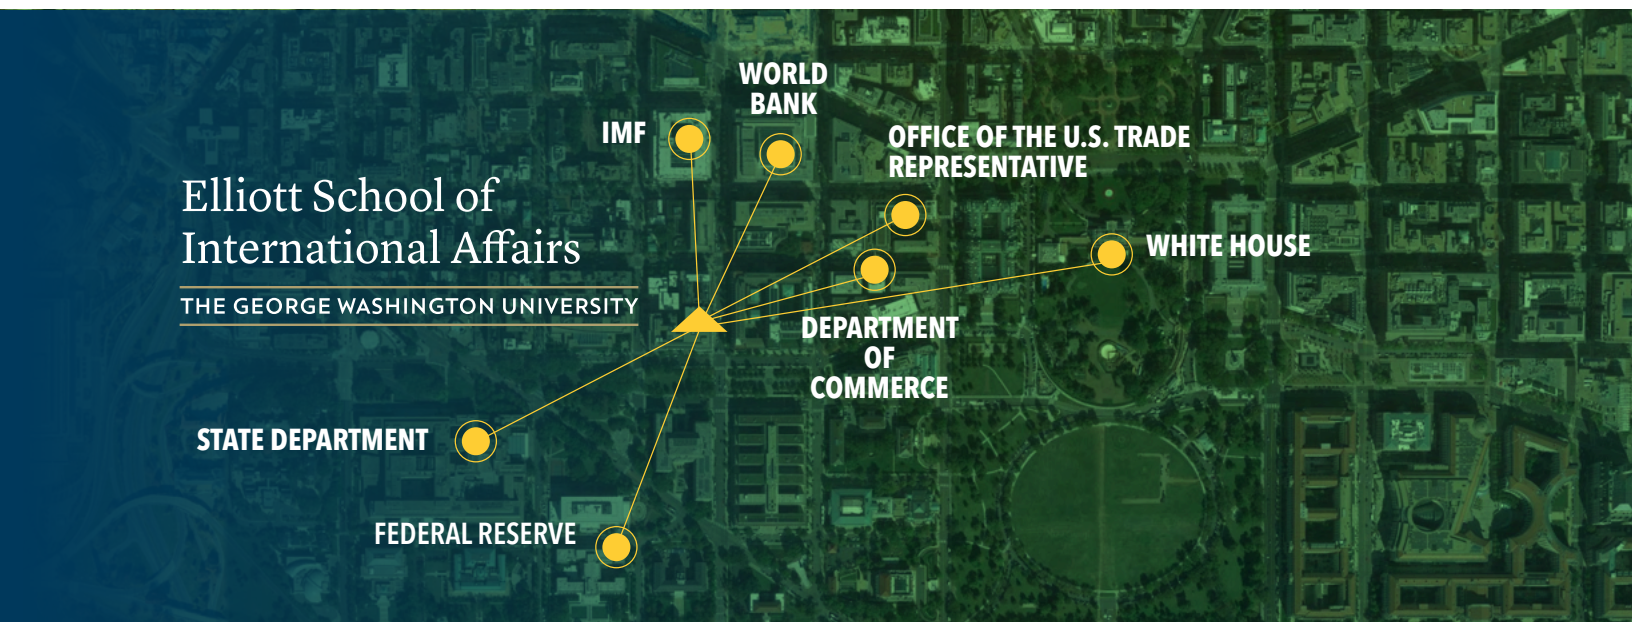 WORLD
BANK
IMF
OFFICE OF THE U.S. TRADE
REPRESENTATIVE
Elliott School of
International Affairs
THE GEORGE WASHINGTON UNIVERSITY
WHITE HOUSE
DEPARTMENT
OF
COMMERCE
STATE DEPARTMENT
FEDERAL RESERVE